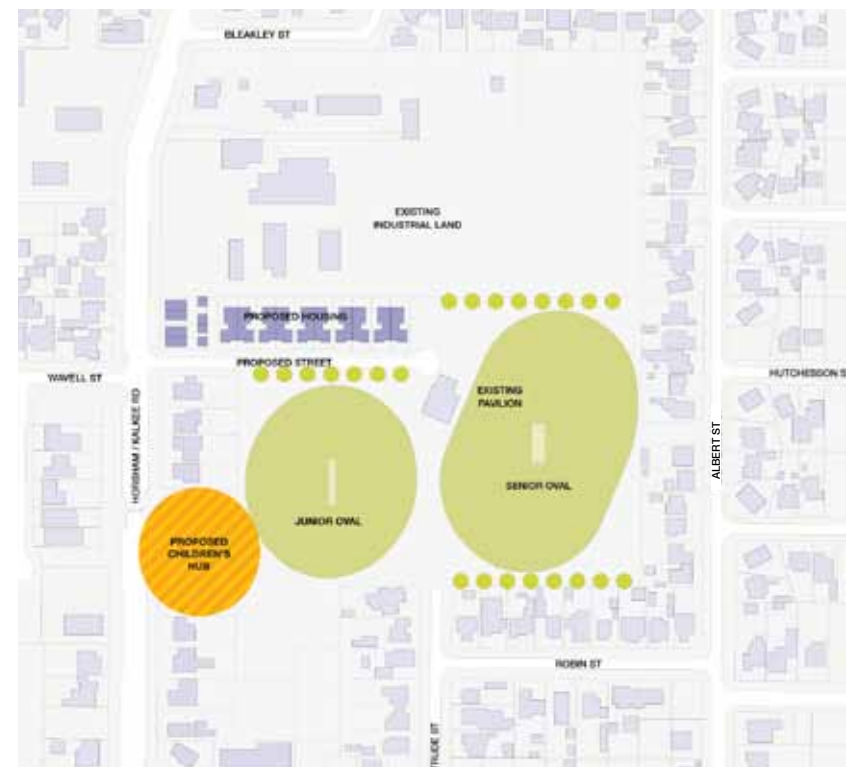 BLEAKLEY ST
EXISTING
INDUSTRIAL LAND
PROPOSED HOUSING
PROPOSED STREET
WAVELL ST
HUTCHESSON S
EXISTING
PAVILION
HORSHAM / KALKEE RD
ALBERT ST
SENIOR OVAL
JUNIOR OVAL
PROPOSED
CHILDREN'S
HUB
ROBIN ST
TRUDE ST